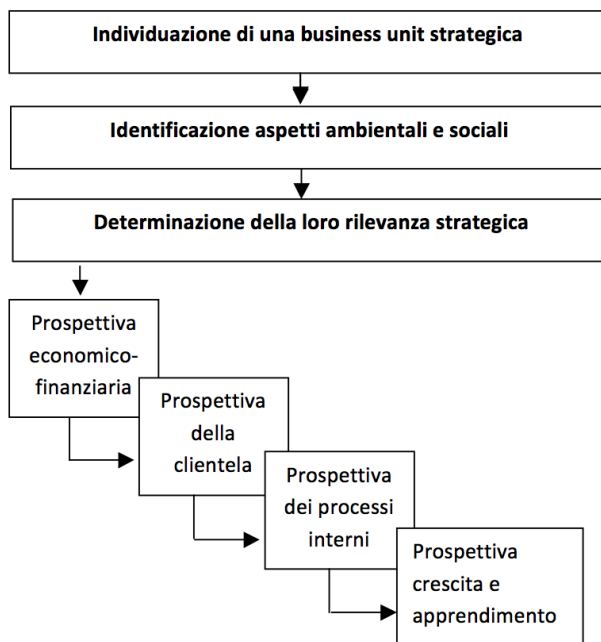 Individuazione di una business unit strategica
Identificazione aspetti ambientali e sociali
Determinazione della loro rilevanza strategica
Prospettiva
economico-
finanziaria
Prospettiva
della
clientela
Prospettiva
dei processi
interni
Prospettiva
crescita e
apprendimento